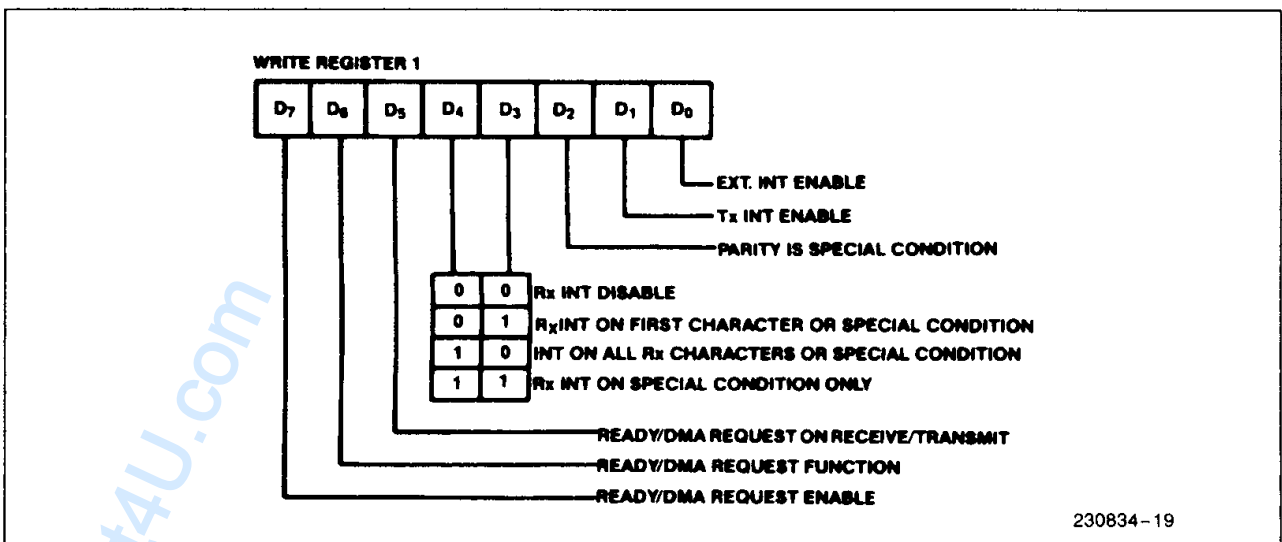 WRITE REGISTER 1
D7 D6 D5 D4 D3 D2 D1 D0
EXT. INT ENABLE
Tx INT ENABLE
PARITY IS SPECIAL CONDITION
0 0 Rx INT DISABLE
0 1 RxINT ON FIRST CHARACTER OR SPECIAL CONDITION
1 0 INT ON ALL Rx CHARACTERS OR SPECIAL CONDITION
1 1 Rx INT ON SPECIAL CONDITION ONLY
READY/DMA REQUEST ON RECEIVE/TRANSMIT
READY/DMA REQUEST FUNCTION
READY/DMA REQUEST ENABLE
230834-19
t4U.com